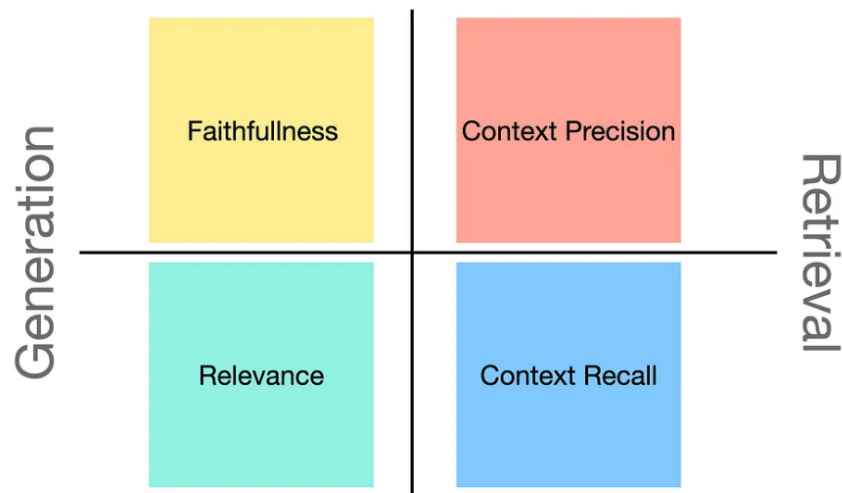 Generation
Faithfullness
Context Precision
Relevance
Context Recall
Retrieval